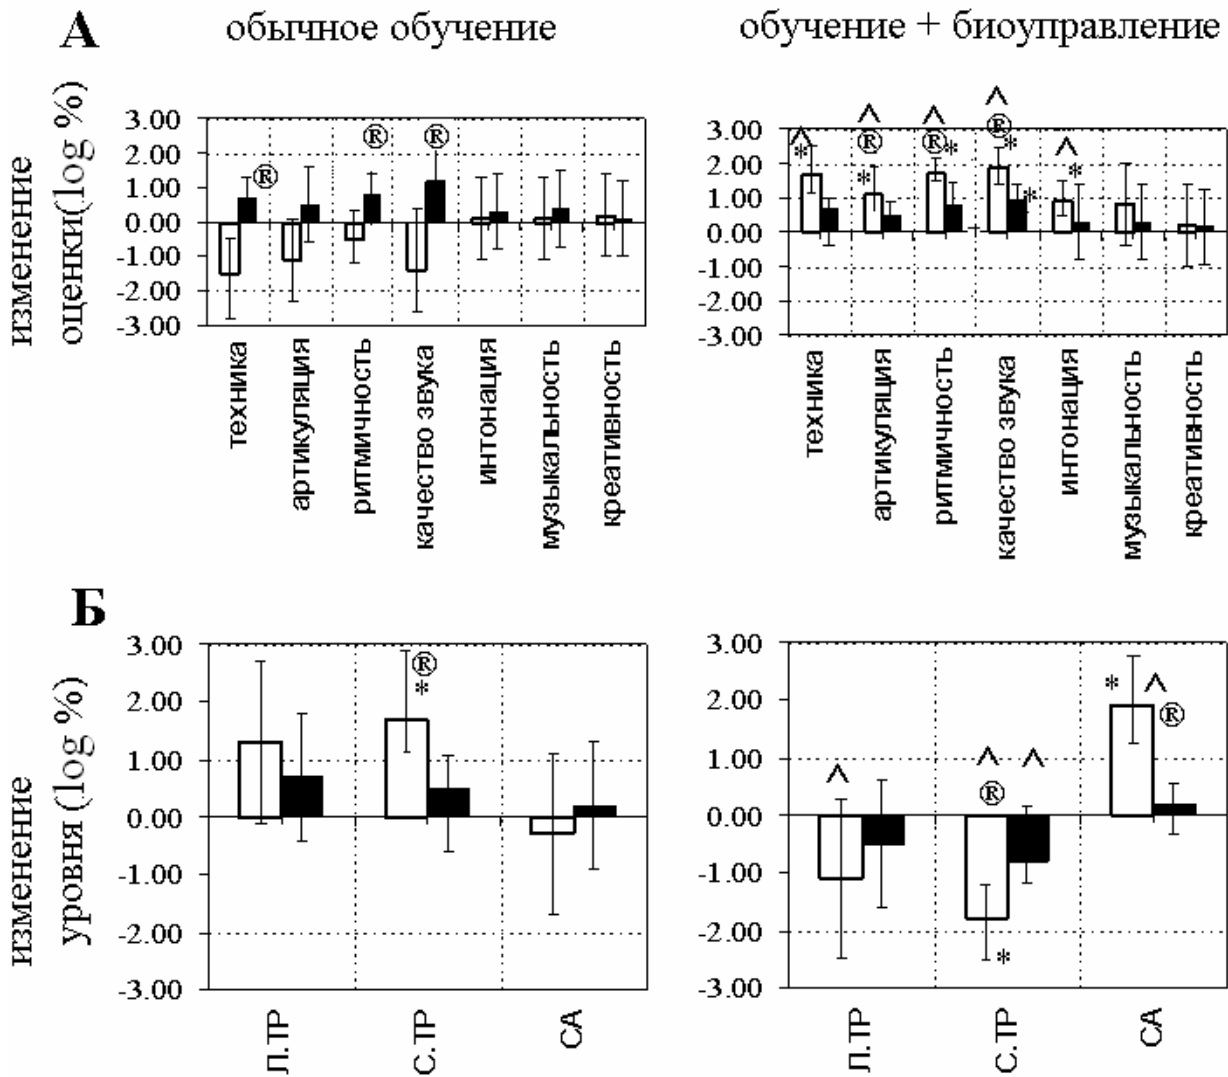 А
обычное обучение
обучение + биоуправление
изменение
оценки(log %)
3.00
2.00
1.00
0.00
-1.00
-2.00
-3.00
® ® ®
техника
артикуляция
ритмичность
качество звука
интонация
музыкальность
креативность
3.00
2.00
1.00
0.00
-1.00
-2.00
-3.00
^ ^ ^ ^ ^
® ® ®
* * * * * *
техника
артикуляция
ритмичность
качество звука
интонация
музыкальность
креативность
Б
изменение
уровня (log %)
3.00
2.00
1.00
0.00
-1.00
-2.00
-3.00
®
*
Л.ТР
С.ТР
СА
3.00
2.00
1.00
0.00
-1.00
-2.00
-3.00
* ^
®
^ ^ ^
®
*
Л.ТР
С.ТР
СА